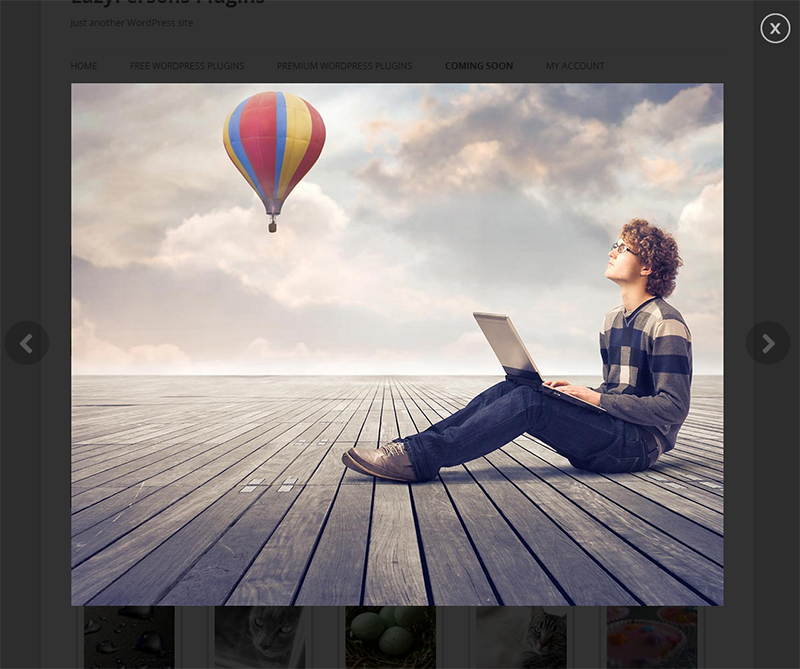 LazyPersons Plugins
Just another WordPress site
HOME FREE WORDPRESS PLUGINS PREMIUM WORDPRESS PLUGINS COMING SOON MY ACCOUNT
X